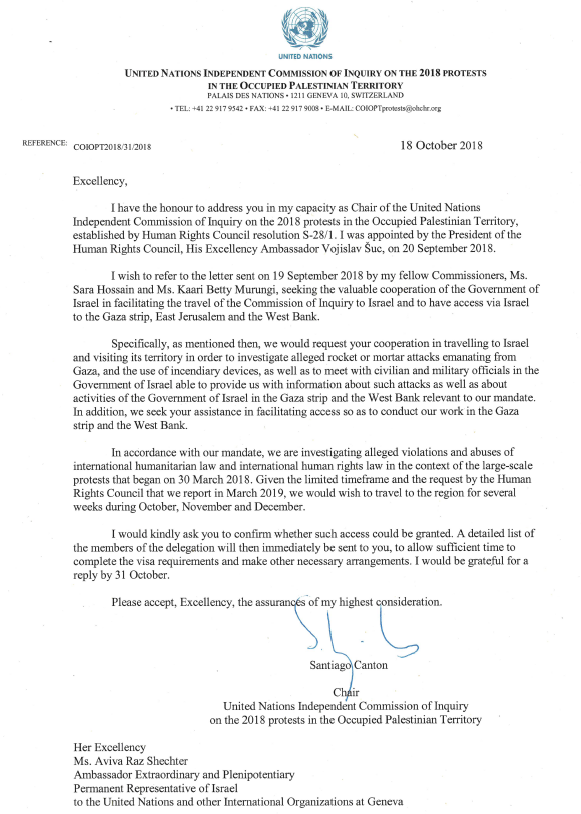 UNITED NATIONS
UNITED NATIONS INDEPENDENT COMMISSION OF INQUIRY ON THE 2018 PROTESTS
IN THE OCCUPIED PALESTINIAN TERRITORY
PALAIS DES NATIONS • 1211 GENEVA 10, SWITZERLAND
• TEL: +41 22 917 9542 • FAX: +41 22 917 9008 • E-MAIL: COIOPTprotests@ohchr.org
REFERENCE: COIOPT2018/31/2018
18 October 2018
Excellency,
I have the honour to address you in my capacity as Chair of the United Nations
Independent Commission of Inquiry on the 2018 protests in the Occupied Palestinian Territory,
established by Human Rights Council resolution S-28/1. I was appointed by the President of the
Human Rights Council, His Excellency Ambassador Vojislav Šuc, on 20 September 2018.
I wish to refer to the letter sent on 19 September 2018 by my fellow Commissioners, Ms.
Sara Hossain and Ms. Kaari Betty Murungi, seeking the valuable cooperation of the Government of
Israel in facilitating the travel of the Commission of Inquiry to Israel and to have access via Israel
to the Gaza strip, East Jerusalem and the West Bank.
Specifically, as mentioned then, we would request your cooperation in travelling to Israel
and visiting its territory in order to investigate alleged rocket or mortar attacks emanating from
Gaza, and the use of incendiary devices, as well as to meet with civilian and military officials in the
Government of Israel able to provide us with information about such attacks as well as about
activities of the Government of Israel in the Gaza strip and the West Bank relevant to our mandate.
In addition, we seek your assistance in facilitating access so as to conduct our work in the Gaza
strip and the West Bank.
In accordance with our mandate, we are investigating alleged violations and abuses of
international humanitarian law and international human rights law in the context of the large-scale
protests that began on 30 March 2018. Given the limited timeframe and the request by the Human
Rights Council that we report in March 2019, we would wish to travel to the region for several
weeks during October, November and December.
I would kindly ask you to confirm whether such access could be granted. A detailed list of
the members of the delegation will then immediately be sent to you, to allow sufficient time to
complete the visa requirements and make other necessary arrangements. I would be grateful for a
reply by 31 October.
Please accept, Excellency, the assurances of my highest consideration.
Santiago Canton
Chair
United Nations Independent Commission of Inquiry
on the 2018 protests in the Occupied Palestinian Territory
Her Excellency
Ms. Aviva Raz Shechter
Ambassador Extraordinary and Plenipotentiary
Permanent Representative of Israel
to the United Nations and other International Organizations at Geneva